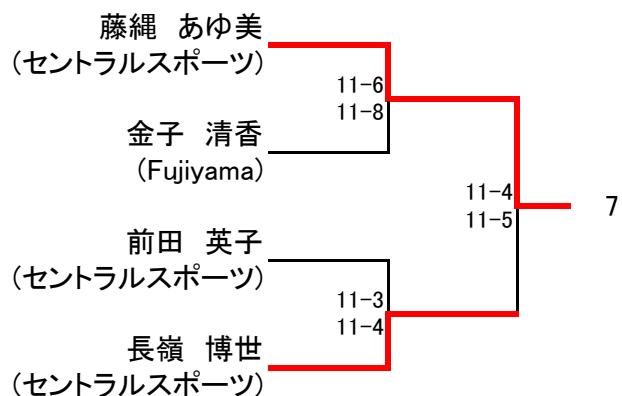 藤縄　あゆ美
(セントラルスポーツ)
11-6
11-8
金子　清香
(Fujiyama)
11-4
11-5
7
前田　英子
(セントラルスポーツ)
11-3
11-4
長嶺　博世
(セントラルスポーツ)